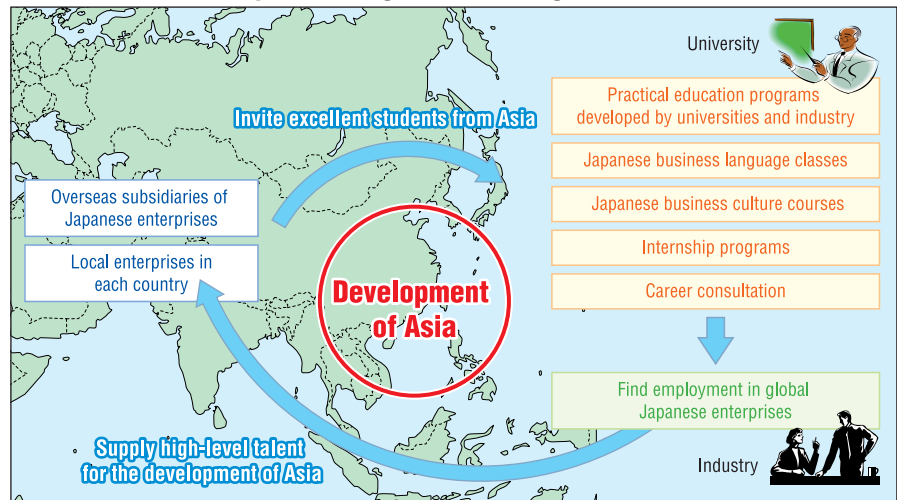 University
Practical education programs
developed by universities and industry
Invite excellent students from Asia
Japanese business language classes
Overseas subsidiaries of
Japanese enterprises
Japanese business culture courses
Local enterprises in
each country
Internship programs
Development
of Asia
Career consultation
Find employment in global
Japanese enterprises
Supply high-level talent
for the development of Asia
Industry